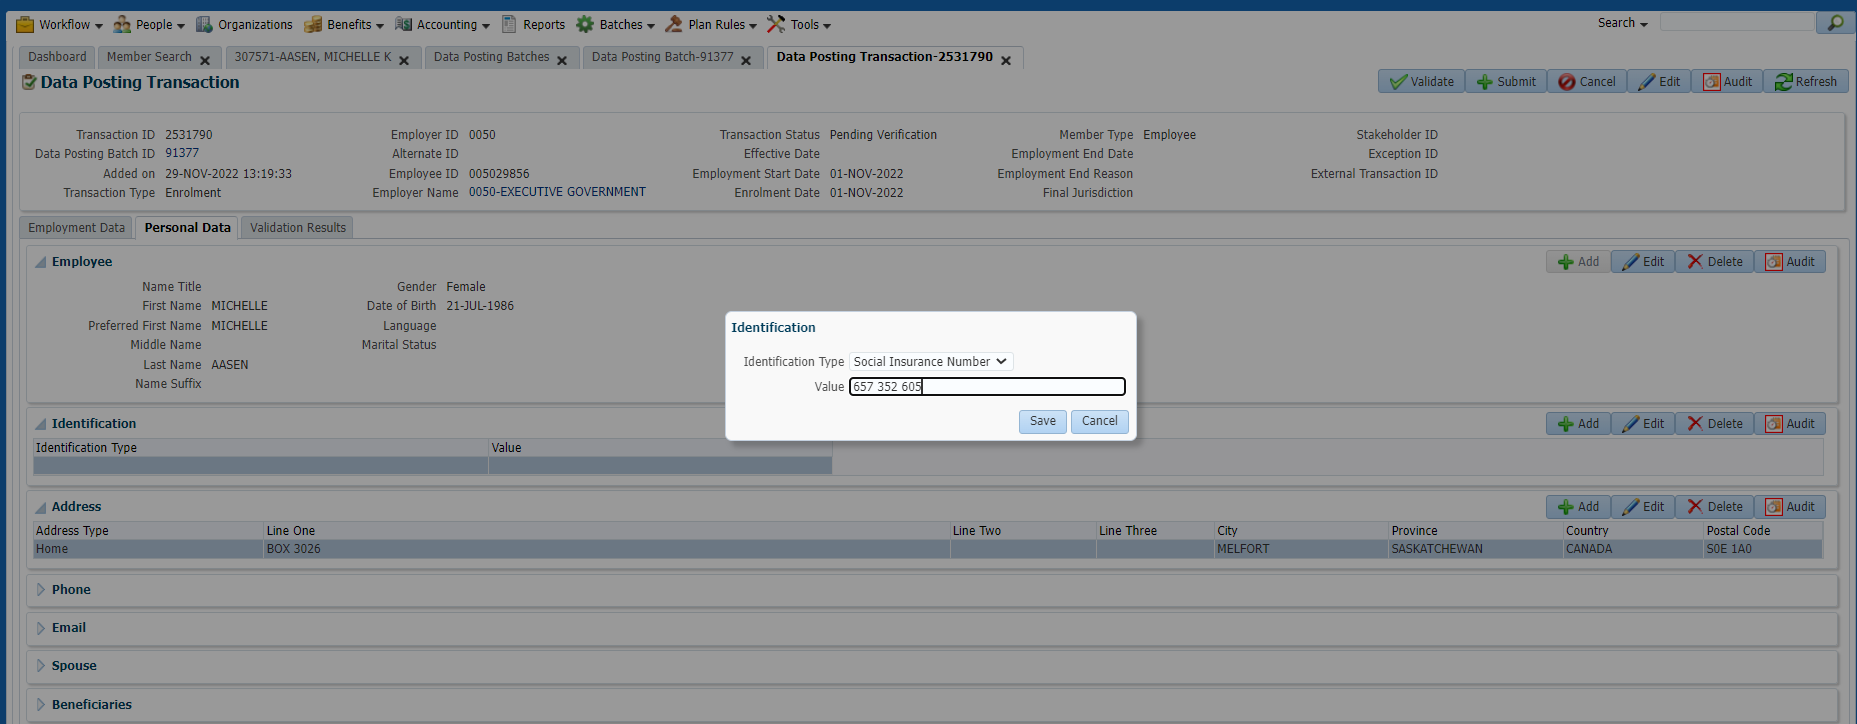 Workflow People Organizations Benefits Accounting Reports Batches Plan Rules Tools Search
Dashboard Member Search 307571-AASEN, MICHELLE K Data Posting Batches Data Posting Batch-91377 Data Posting Transaction-2531790
Data Posting Transaction Validate Submit Cancel Edit Audit Refresh
Transaction ID 2531790 Employer ID 0050 Transaction Status Pending Verification Member Type Employee Stakeholder ID
Data Posting Batch ID 91377 Alternate ID Effective Date Employment End Date Exception ID
Added on 29-NOV-2022 13:19:33 Employee ID 005029856 Employment Start Date 01-NOV-2022 Employment End Reason External Transaction ID
Transaction Type Enrolment Employer Name 0050-EXECUTIVE GOVERNMENT Enrolment Date 01-NOV-2022 Final Jurisdiction
Employment Data Personal Data Validation Results
Employee Add Edit Delete Audit
Name Title Gender Female
First Name MICHELLE Date of Birth 21-JUL-1986
Preferred First Name MICHELLE Language
Middle Name Marital Status
Last Name AASEN
Name Suffix
Identification
Identification Type Social Insurance Number
Value 657 352 605
Save Cancel
Identification Add Edit Delete Audit
Identification Type Value
Address Add Edit Delete Audit
Address Type Line One Line Two Line Three City Province Country Postal Code
Home BOX 3026 MELFORT SASKATCHEWAN CANADA S0E 1A0
Phone
Email
Spouse
Beneficiaries